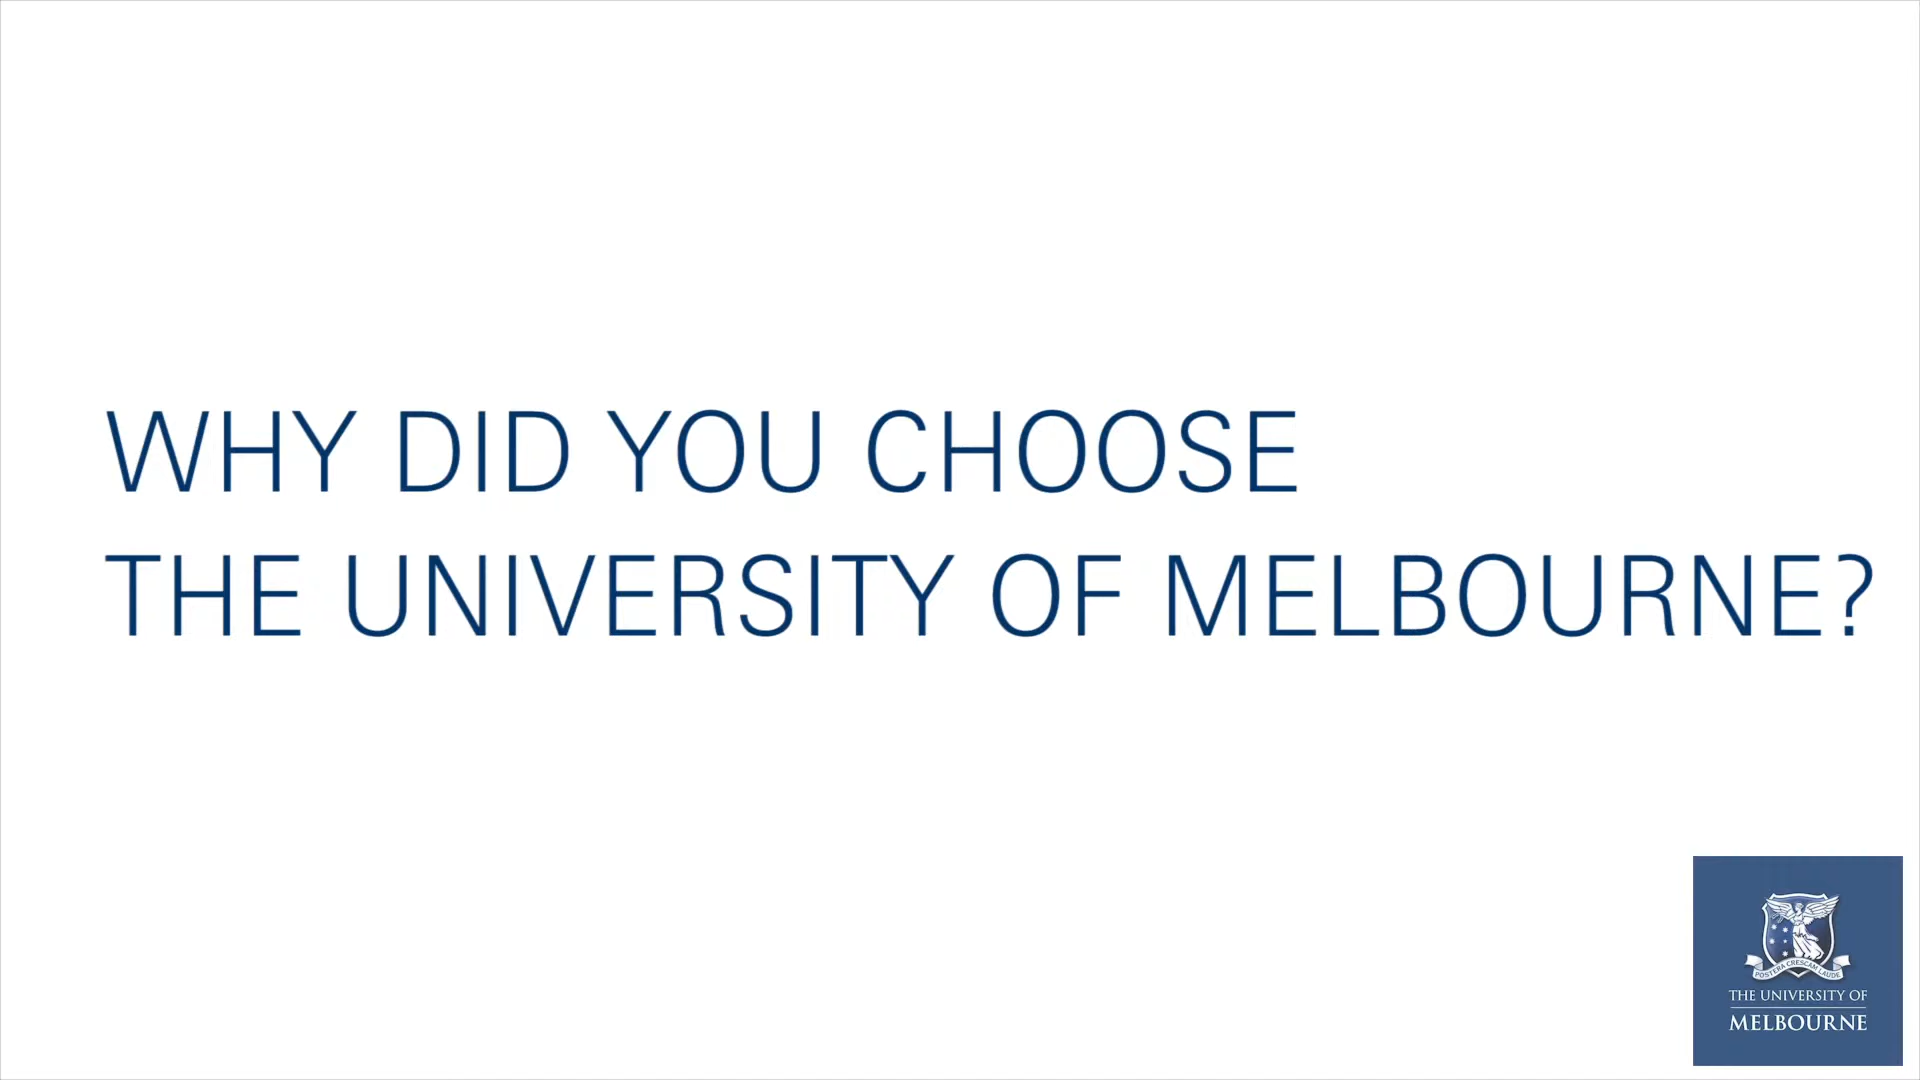 WHY DID YOU CHOOSE
THE UNIVERSITY OF MELBOURNE?
POSTERA CRESCAM LAUDE
THE UNIVERSITY OF
MELBOURNE